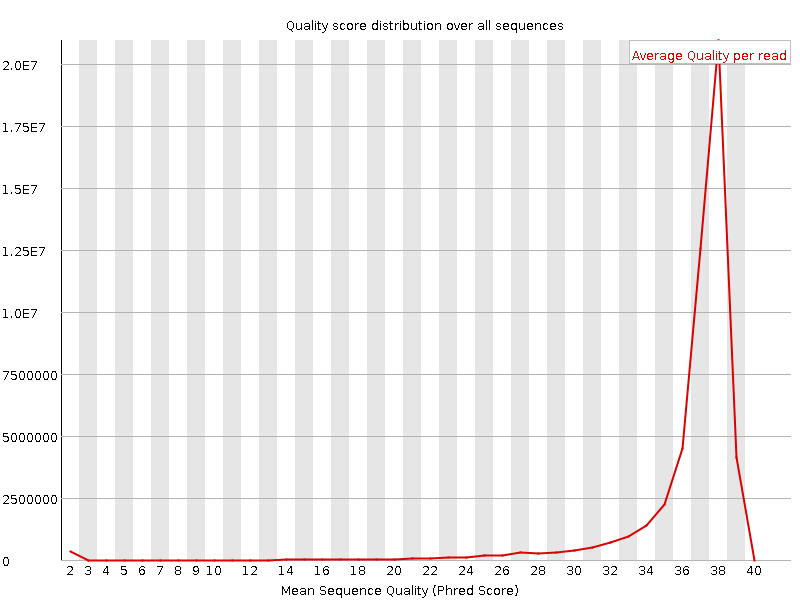 Quality score distribution over all sequences
Average Quality per read
2.0E7
1.75E7
1.5E7
1.25E7
1.0E7
7500000
5000000
2500000
0
2 3 4 5 6 7 8 9 10 12 14 16 18 20 22 24 26 28 30 32 34 36 38 40
Mean Sequence Quality (Phred Score)